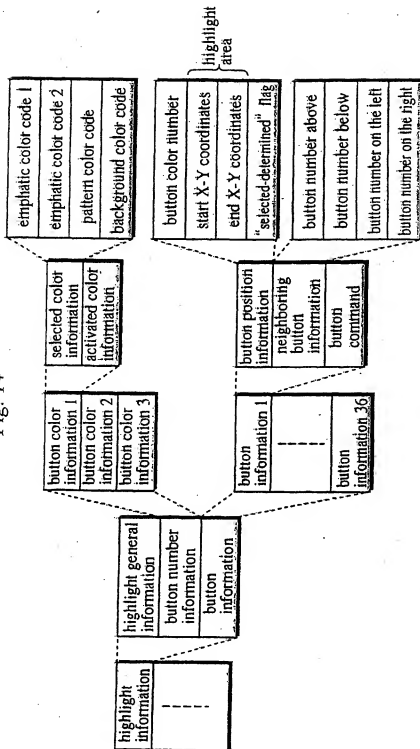 Fig. 14
highlight
information
highlight general
information
button number
information
button
information
button color
information 1
button color
information 2
button color
information 3
button
information 1
button
information 36
selected color
information
activated color
information
button position
information
neighboring
button
information
button
command
emphatic color code 1
emphatic color code 2
pattern color code
background color code
button color number
start X-Y coordinates
end X-Y coordinates
"selected-determined" flag
highlight
area
button number above
button number below
button number on the left
button number on the right